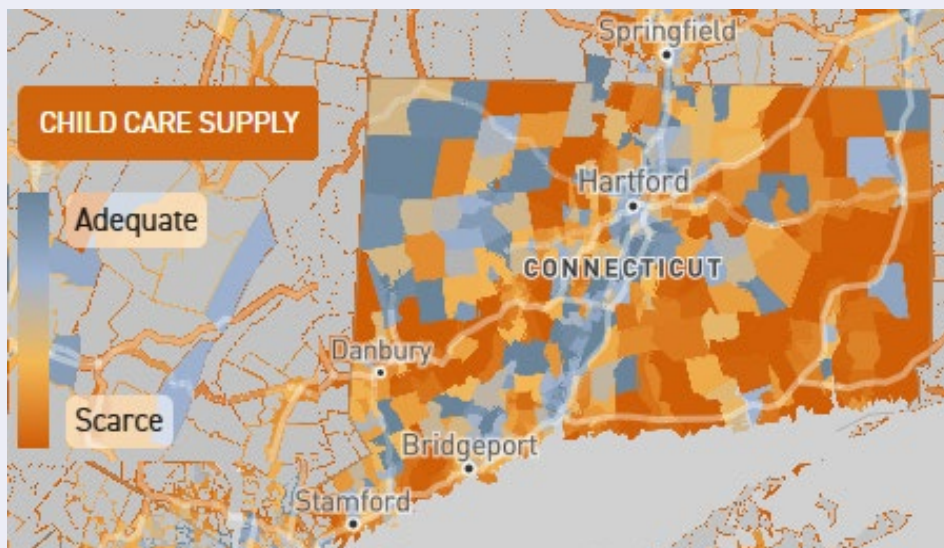 Springfield
CHILD CARE SUPPLY
Adequate
Hartford
CONNECTICUT
Danbury
Scarce
Bridgeport
Stamford